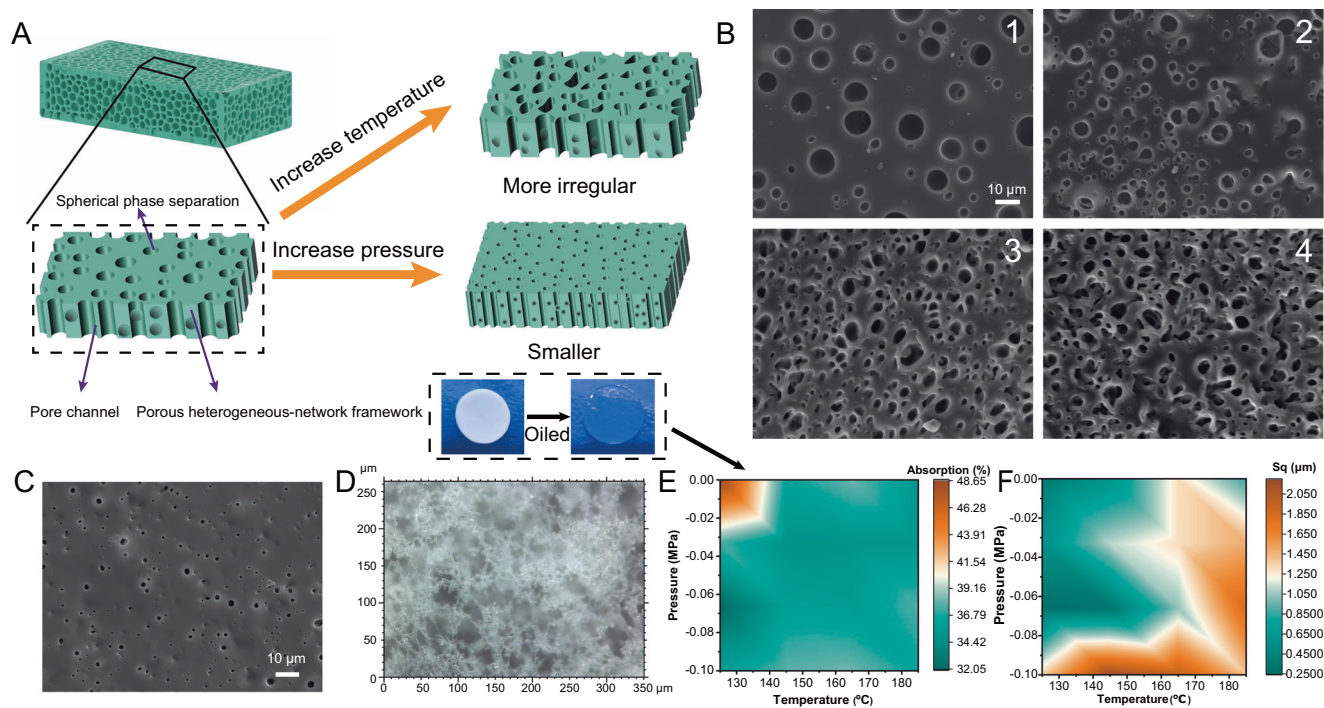 A
Increase temperature
More irregular
Spherical phase separation
Increase pressure
Smaller
Pore channel
Porous heterogeneous-network framework
Oiled
B
1
10 µm
2
3
4
C
10 µm
D
µm
250
200
150
100
50
0
0
50
100
150
200
250
300
350
µm
E
Absorption (%)
0.00
-0.02
-0.04
-0.06
-0.08
-0.10
Pressure (MPa)
130
140
150
160
170
180
Temperature (℃)
48.65
46.28
43.91
41.54
39.16
36.79
34.42
32.05
F
Sq (µm)
0.00
-0.02
-0.04
-0.06
-0.08
-0.10
Pressure (MPa)
130
140
150
160
170
180
Temperature(℃)
2.050
1.850
1.650
1.450
1.250
1.050
0.8500
0.6500
0.4500
0.2500